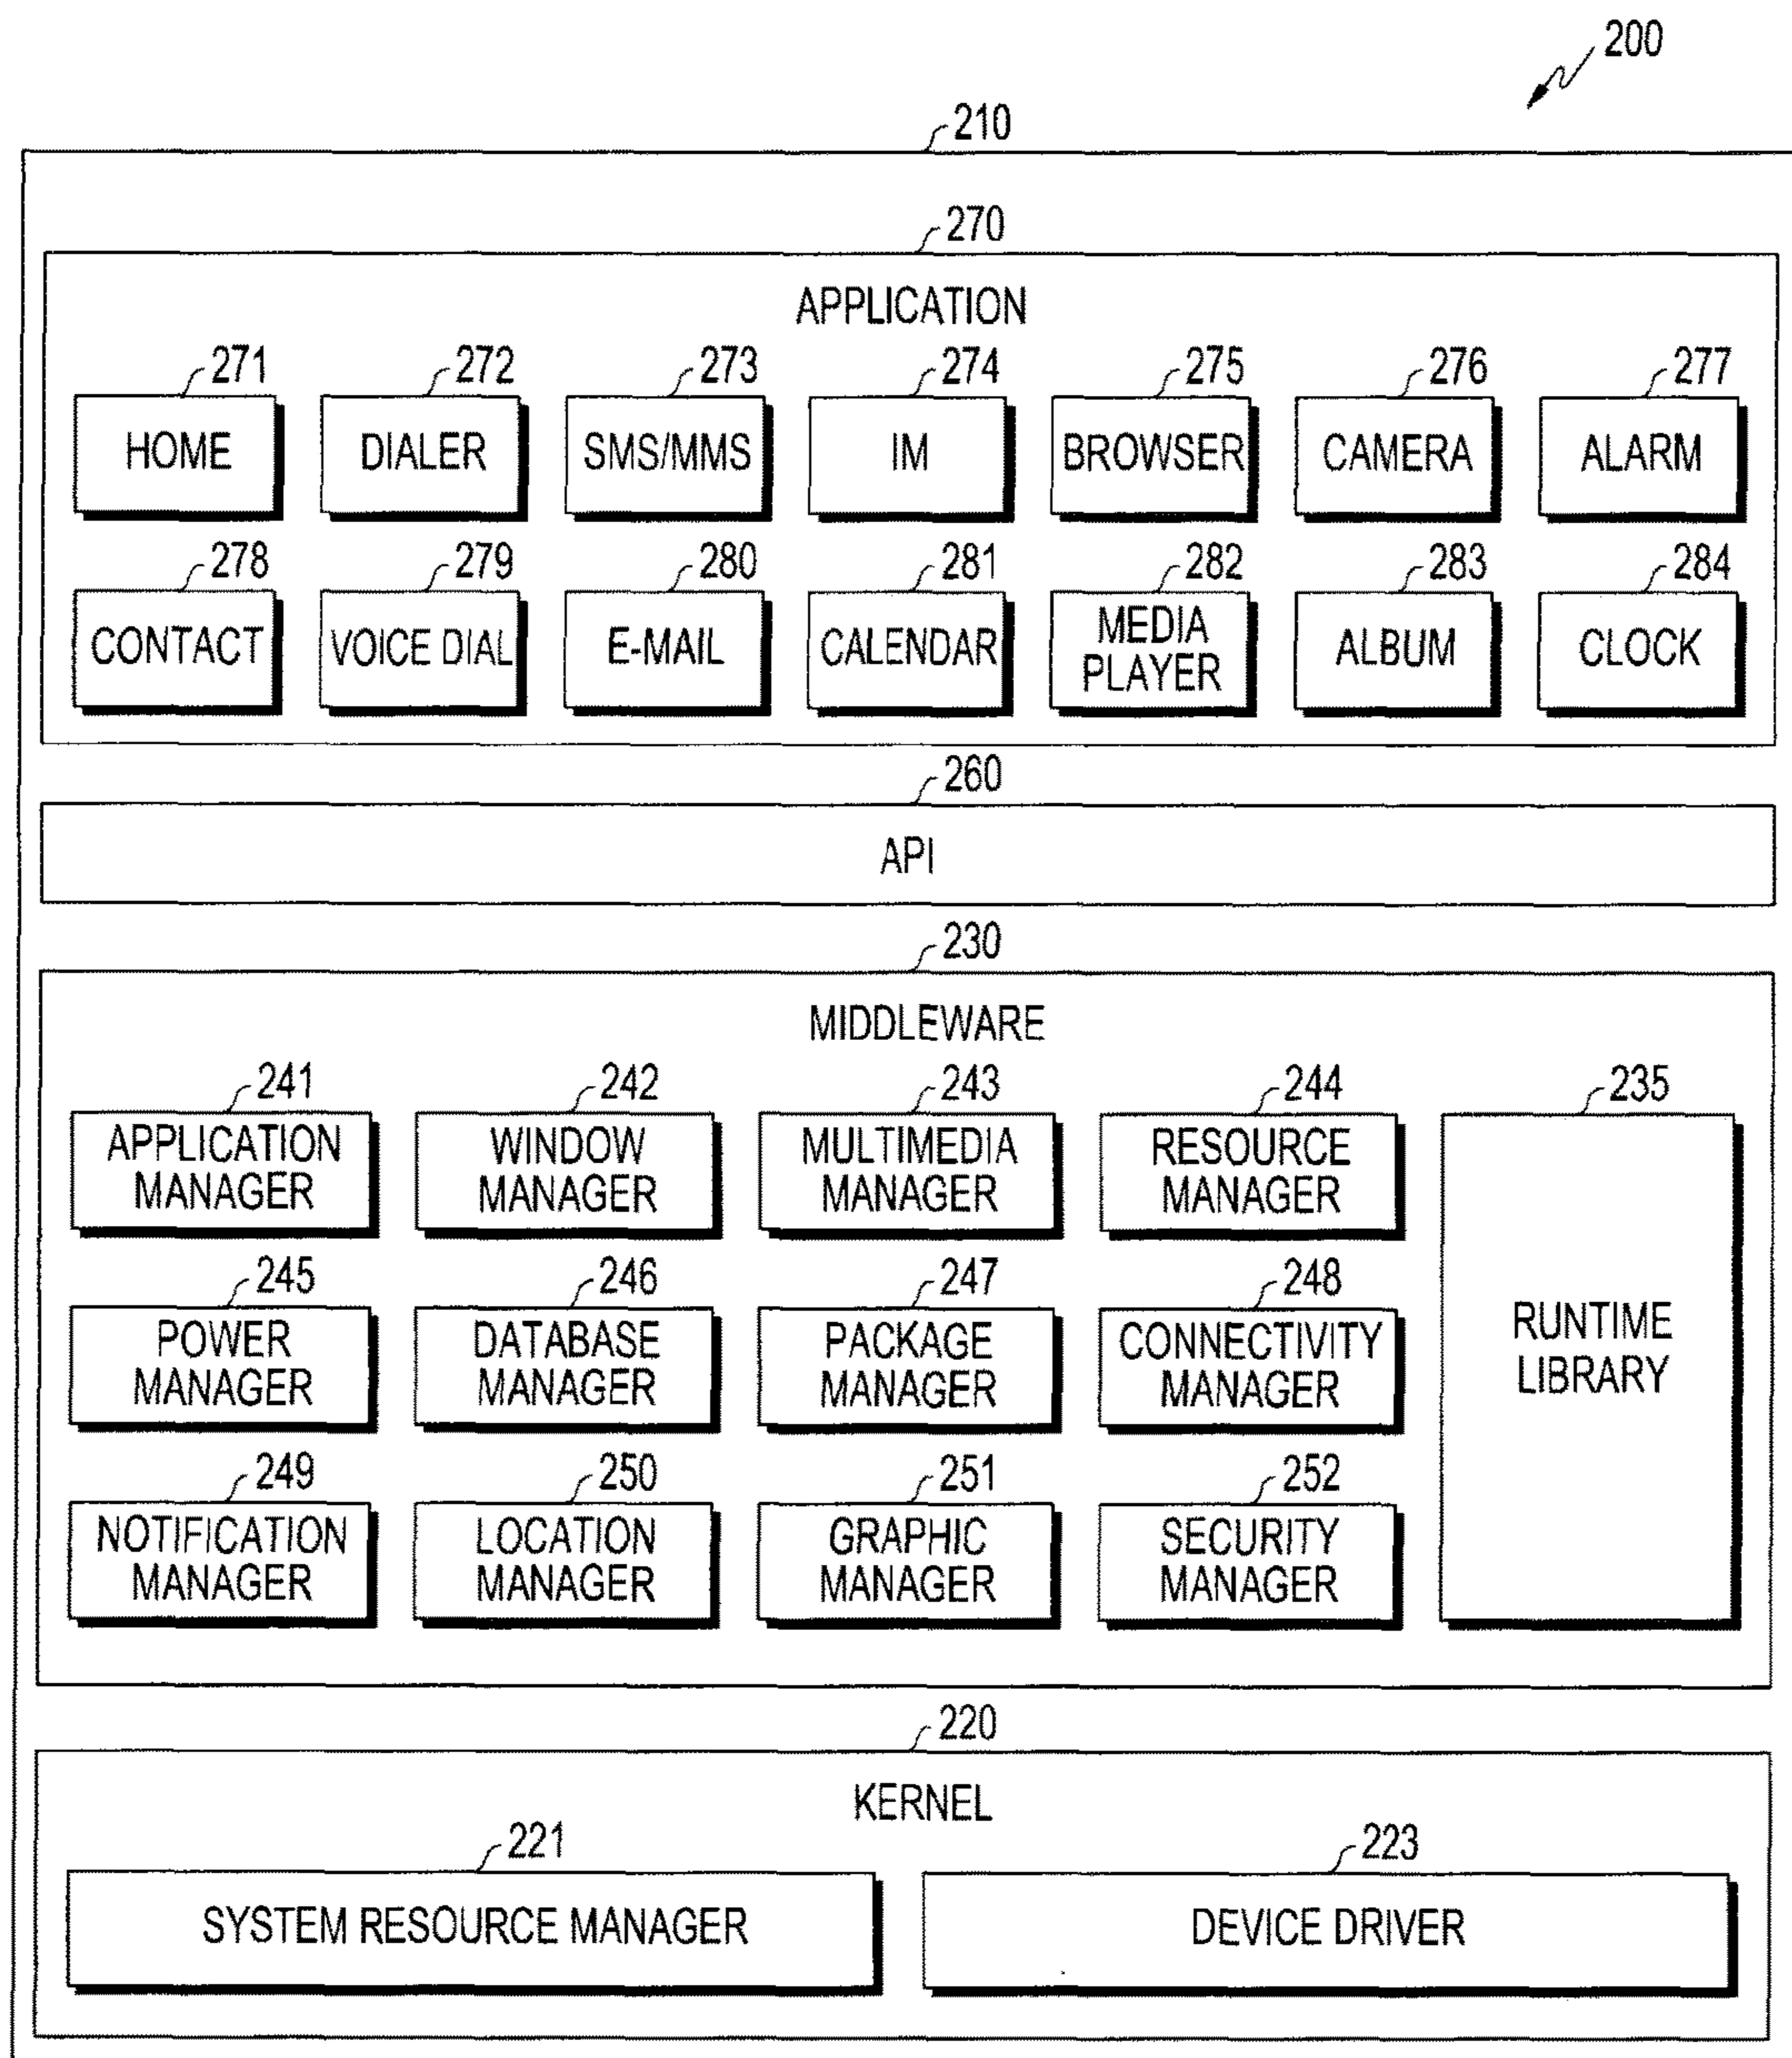 200
210
270
APPLICATION
271 272 273 274 275 276 277
HOME DIALER SMS/MMS IM BROWSER CAMERA ALARM
278 279 280 281 282 283 284
CONTACT VOICE DIAL E-MAIL CALENDAR MEDIA PLAYER ALBUM CLOCK
260
API
230
MIDDLEWARE
241 242 243 244 235
APPLICATION MANAGER WINDOW MANAGER MULTIMEDIA MANAGER RESOURCE MANAGER
245 246 247 248
POWER MANAGER DATABASE MANAGER PACKAGE MANAGER CONNECTIVITY MANAGER RUNTIME LIBRARY
249 250 251 252
NOTIFICATION MANAGER LOCATION MANAGER GRAPHIC MANAGER SECURITY MANAGER
220
KERNEL
221 223
SYSTEM RESOURCE MANAGER DEVICE DRIVER